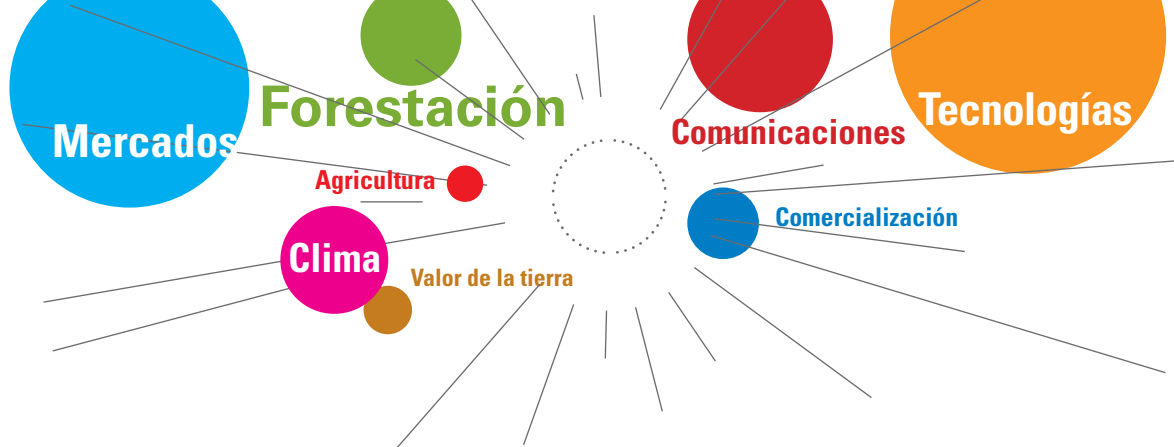 Forestación
Tecnologías
Mercados
Comunicaciones
Agricultura
Comercialización
Clima
Valor de la tierra